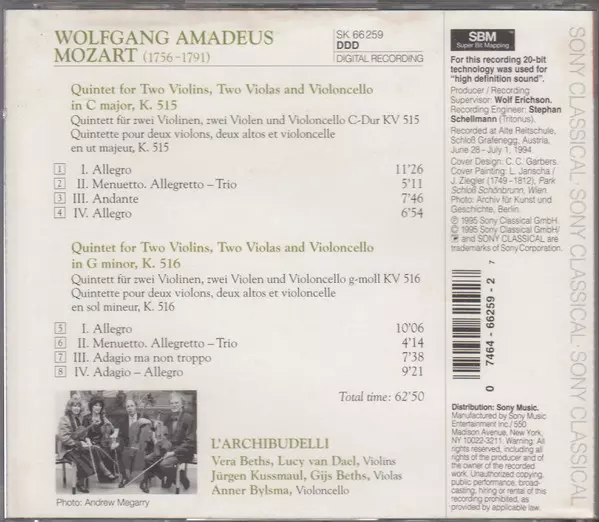 WOLFGANG AMADEUS
MOZART (1756–1791)
SK 66259
DDD
DIGITAL RECORDING
Quintet for Two Violins, Two Violas and Violoncello
in C major, K. 515
Quintett für zwei Violinen, zwei Violen und Violoncello C-Dur KV 515
Quintette pour deux violons, deux altos et violoncelle
en ut majeur, K. 515
1 I. Allegro 11'26
2 II. Menuetto. Allegretto – Trio 5'11
3 III. Andante 7'46
4 IV. Allegro 6'54
Quintet for Two Violins, Two Violas and Violoncello
in G minor, K. 516
Quintett für zwei Violinen, zwei Violen und Violoncello g-moll KV 516
Quintette pour deux violons, deux altos et violoncelle
en sol mineur, K. 516
5 I. Allegro 10'06
6 II. Menuetto. Allegretto – Trio 4'14
7 III. Adagio ma non troppo 7'38
8 IV. Adagio – Allegro 9'21
Total time: 62'50
L'ARCHIBUDELLI
Vera Beths, Lucy van Dael, Violins
Jürgen Kussmaul, Gijs Beths, Violas
Anner Bylsma, Violoncello
Photo: Andrew Megarry
SBM
Super Bit Mapping
For this recording 20-bit
technology was used for
"high definition sound".
Producer / Recording
Supervisor: Wolf Erichson.
Recording Engineer: Stephan
Schellmann (Tritonus).
Recorded at Alte Reitschule,
Schloß Grafenegg, Austria,
June 28 - July 1, 1994.
Cover Design: C. C. Garbers.
Cover Painting: L. Janscha /
J. Ziegler (1749-1812), Park
Schloß Schönbrunn, Wien.
Photo: Archiv für Kunst und
Geschichte, Berlin.
℗ 1995 Sony Classical GmbH.
© 1995 Sony Classical GmbH/
and SONY CLASSICAL are
trademarks of Sony Corporation.
0 7464-66259-2 7
Distribution: Sony Music.
Manufactured by Sony Music
Entertainment Inc./ 550
Madison Avenue, New York,
NY 10022-3211. Warning: All
rights reserved, including all
rights of the producer and of
the owner of the recorded
work. Unauthorized copying,
public performance, broad-
casting, hiring or rental of this
recording prohibited, as
provided by applicable law.
SONY CLASSICAL · SONY CLASSICAL · SONY CLASSICAL